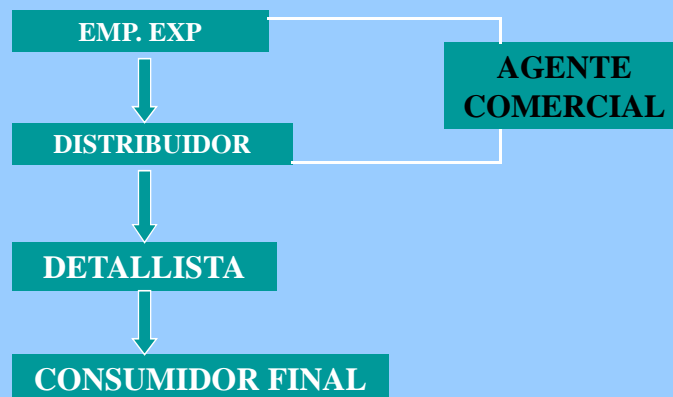 EMP. EXP
AGENTE
COMERCIAL
DISTRIBUIDOR
DETALLISTA
CONSUMIDOR FINAL